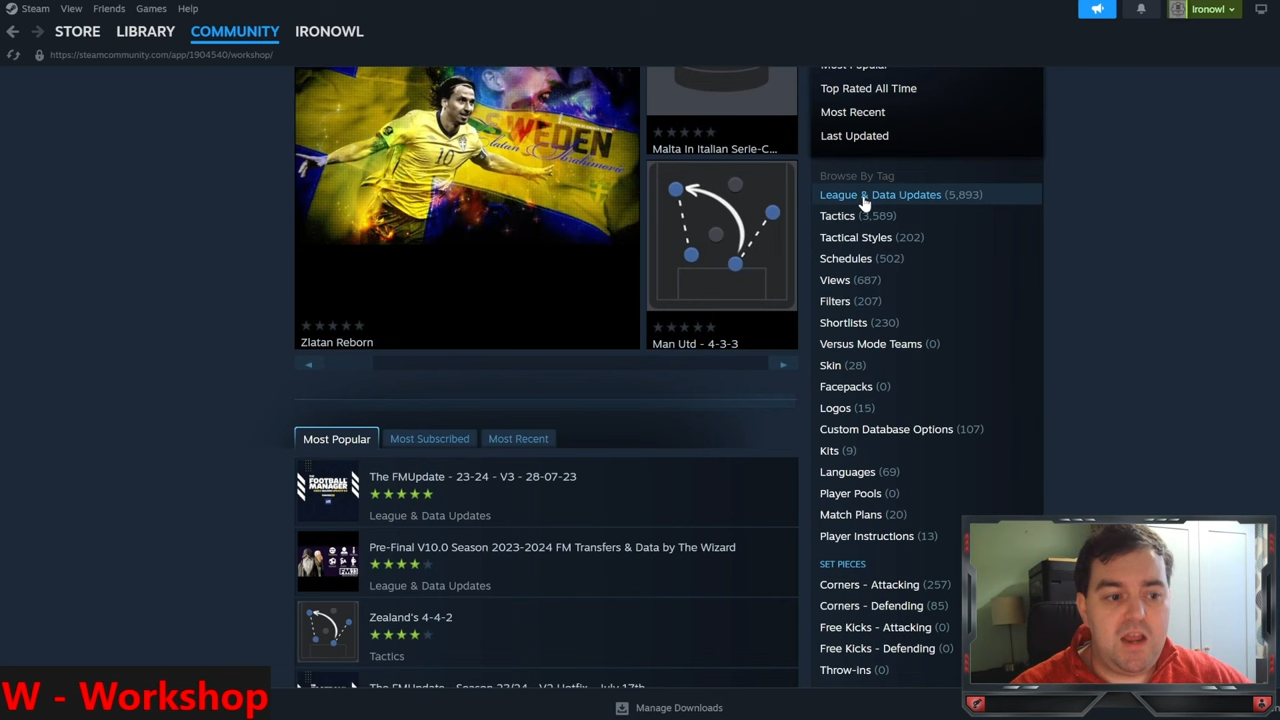 Steam View Friends Games Help
Ironowl
STORE LIBRARY COMMUNITY IRONOWL
https://steamcommunity.com/app/1904540/workshop/
Top Rated All Time
Most Recent
Last Updated
Browse By Tag
League & Data Updates (5,893)
Tactics (3,589)
Tactical Styles (202)
Schedules (502)
Views (687)
Filters (207)
Shortlists (230)
Versus Mode Teams (0)
Skin (28)
Facepacks (0)
Logos (15)
Custom Database Options (107)
Kits (9)
Languages (69)
Player Pools (0)
Match Plans (20)
Player Instructions (13)
SET PIECES
Corners - Attacking (257)
Corners - Defending (85)
Free Kicks - Attacking (0)
Free Kicks - Defending (0)
Throw-ins (0)
SWEDEN
Zlatan Ibrahimovic
10
Zlatan Reborn
Malta In Italian Serie-C...
Man Utd - 4-3-3
Most Popular Most Subscribed Most Recent
FOOTBALL
MANAGER
The FMUpdate - 23-24 - V3 - 28-07-23
League & Data Updates
Pre-Final V10.0 Season 2023-2024 FM Transfers & Data by The Wizard
League & Data Updates
Zealand's 4-4-2
Tactics
W - Workshop
Manage Downloads